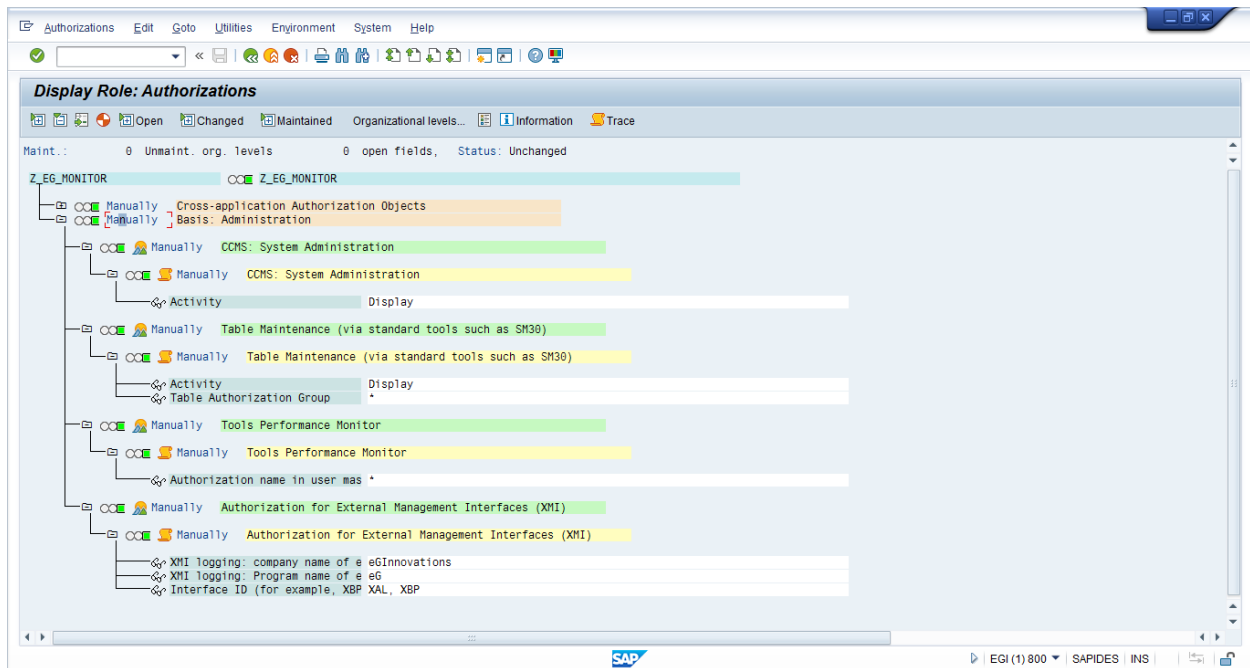 Authorizations Edit Goto Utilities Environment System Help
Display Role: Authorizations
Open Changed Maintained Organizational levels... Information Trace
Maint.: 0 Unmaint. org. levels 0 open fields, Status: Unchanged
Z_EG_MONITOR Z_EG_MONITOR
Manually Cross-application Authorization Objects
Manually Basis: Administration
Manually CCMS: System Administration
Manually CCMS: System Administration
Activity Display
Manually Table Maintenance (via standard tools such as SM30)
Manually Table Maintenance (via standard tools such as SM30)
Activity Display
Table Authorization Group *
Manually Tools Performance Monitor
Manually Tools Performance Monitor
Authorization name in user mas *
Manually Authorization for External Management Interfaces (XMI)
Manually Authorization for External Management Interfaces (XMI)
XMI logging: company name of e eGInnovations
XMI logging: Program name of e eG
Interface ID (for example, XBP XAL, XBP
SAP EGI (1) 800 SAPIDES INS